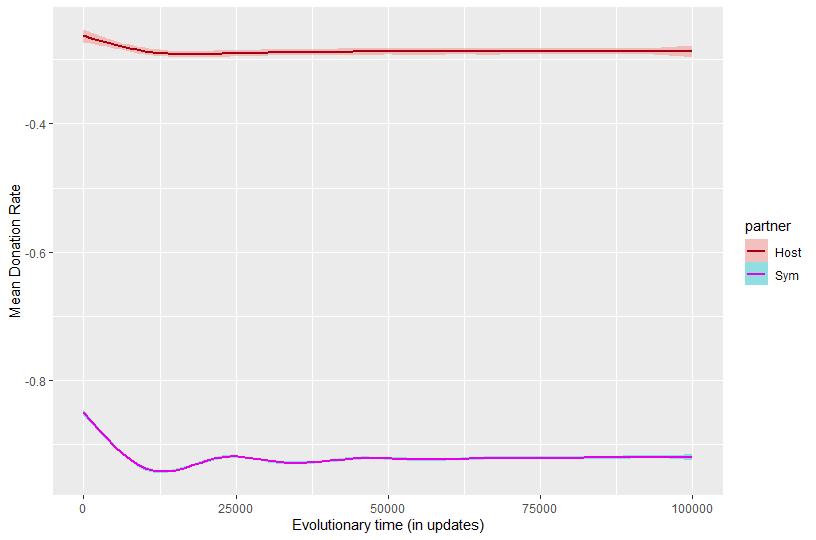 -0.4
-0.6
-0.8
Mean Donation Rate
0
25000
50000
75000
100000
Evolutionary time (in updates)
partner
Host
Sym